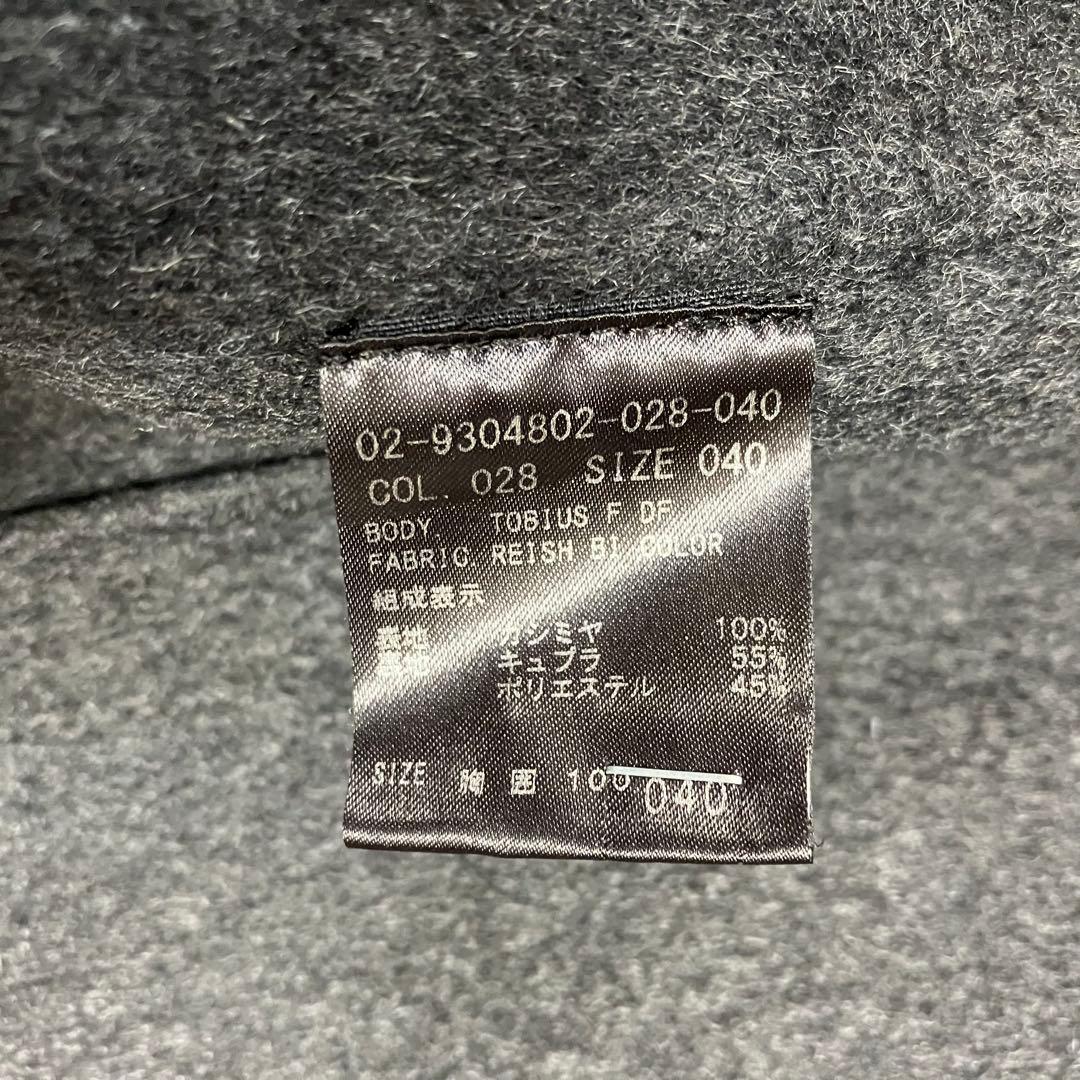 02-9304802-028-040
COL. 028 SIZE 040
BODY. TOBIUS F DF
FABRIC. REISH BI COLOR
組成表示
表地 カシミヤ 100%
キュプラ 55%
ポリエステル 45%
SIZE 胸囲 100
040